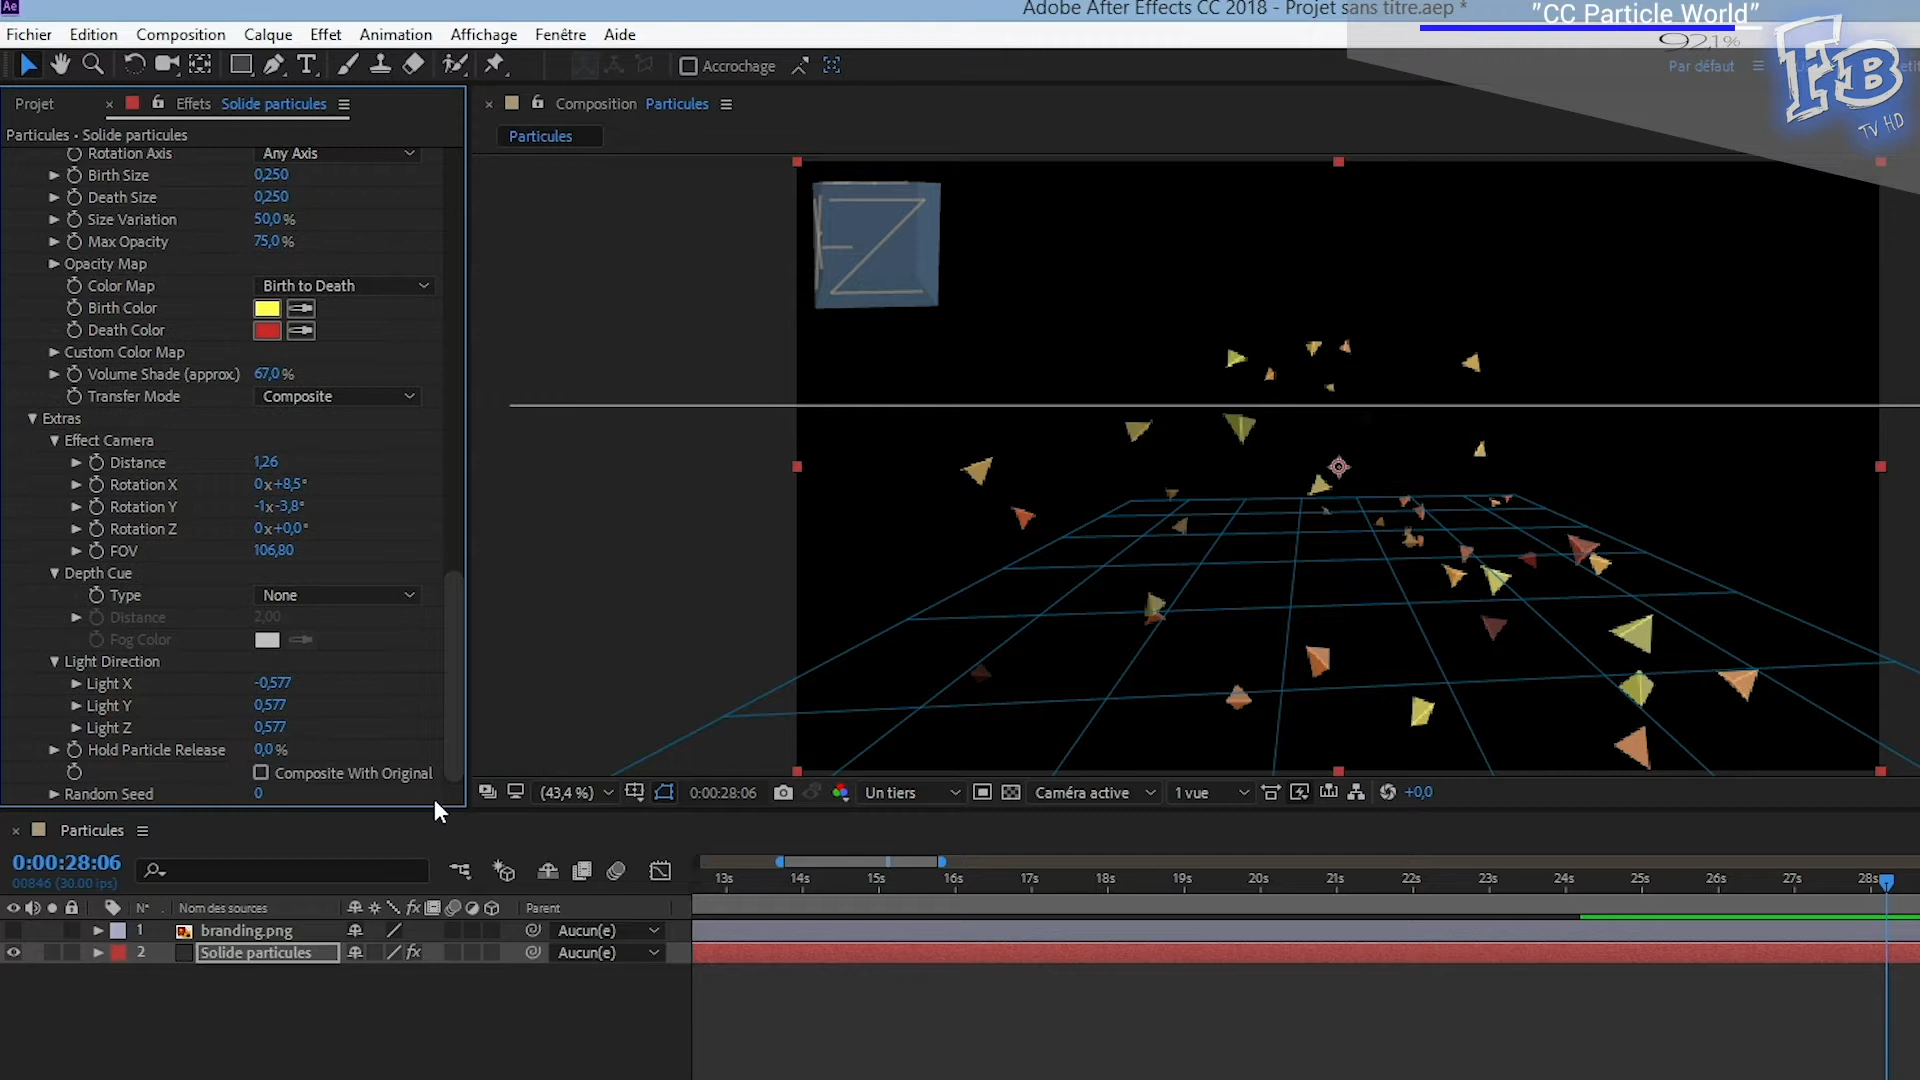 Ae
Adobe After Effects CC 2018 - Projet sans titre.aep *
"CC Particle World"
92,1%
FB
TV HD
Fichier Edition Composition Calque Effet Animation Affichage Fenêtre Aide
Accrochage
Par défaut
Projet
Effets Solide particules
Composition Particules
Particules • Solide particules
Particules
Rotation Axis Any Axis
Birth Size 0,250
Death Size 0,250
Size Variation 50,0 %
Max Opacity 75,0 %
Opacity Map
Color Map Birth to Death
Birth Color
Death Color
Custom Color Map
Volume Shade (approx.) 67,0 %
Transfer Mode Composite
Extras
Effect Camera
Distance 1,26
Rotation X 0x+8,5°
Rotation Y -1x-3,8°
Rotation Z 0x+0,0°
FOV 106,80
Depth Cue
Type None
Distance 2,00
Fog Color
Light Direction
Light X -0,577
Light Y 0,577
Light Z 0,577
Hold Particle Release 0,0 %
Composite With Original
Random Seed 0
Z
(43,4 %) 0:00:28:06 Un tiers Caméra active 1 vue +0,0
Particules
0:00:28:06
00846 (30.00 ips)
13s 14s 15s 16s 17s 18s 19s 20s 21s 22s 23s 24s 25s 26s 27s 28s
N° Nom des sources fx Parent
1 branding.png Aucun(e)
2 Solide particules fx Aucun(e)